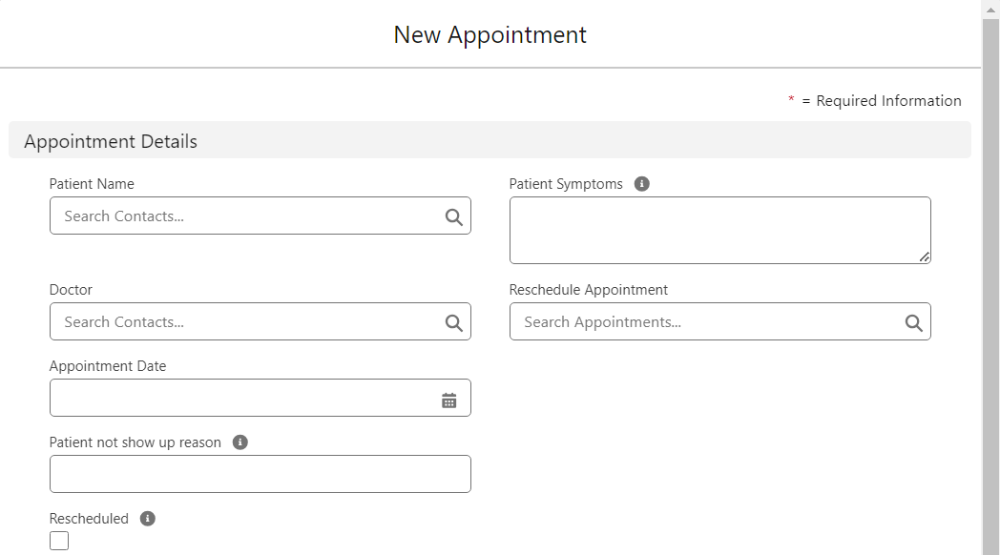 New Appointment
* = Required Information
Appointment Details
Patient Name
Patient Symptoms
Search Contacts...
Doctor
Reschedule Appointment
Search Contacts...
Search Appointments...
Appointment Date
Patient not show up reason
Rescheduled